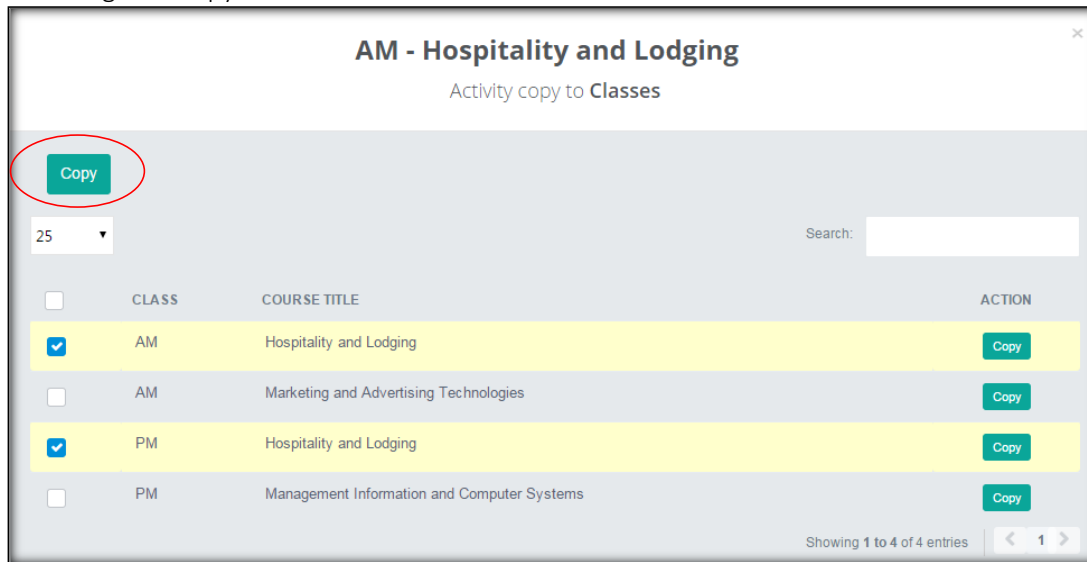 AM - Hospitality and Lodging
×
Activity copy to Classes
Copy
25
Search:
CLASS COURSE TITLE ACTION
AM Hospitality and Lodging Copy
AM Marketing and Advertising Technologies Copy
PM Hospitality and Lodging Copy
PM Management Information and Computer Systems Copy
Showing 1 to 4 of 4 entries < 1 >